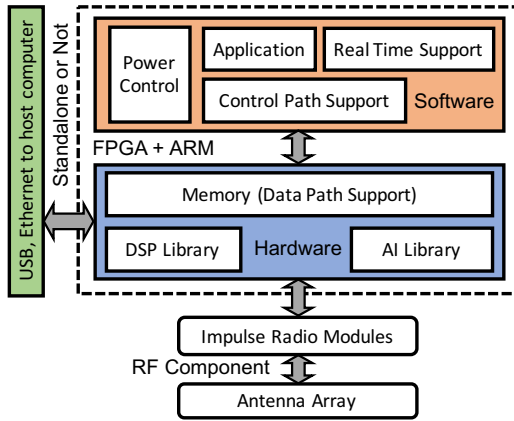 USB, Ethernet to host computer
Standalone or Not
Power
Control
Application
Real Time Support
Control Path Support
Software
FPGA + ARM
Memory (Data Path Support)
DSP Library
Hardware
AI Library
Impulse Radio Modules
RF Component
Antenna Array